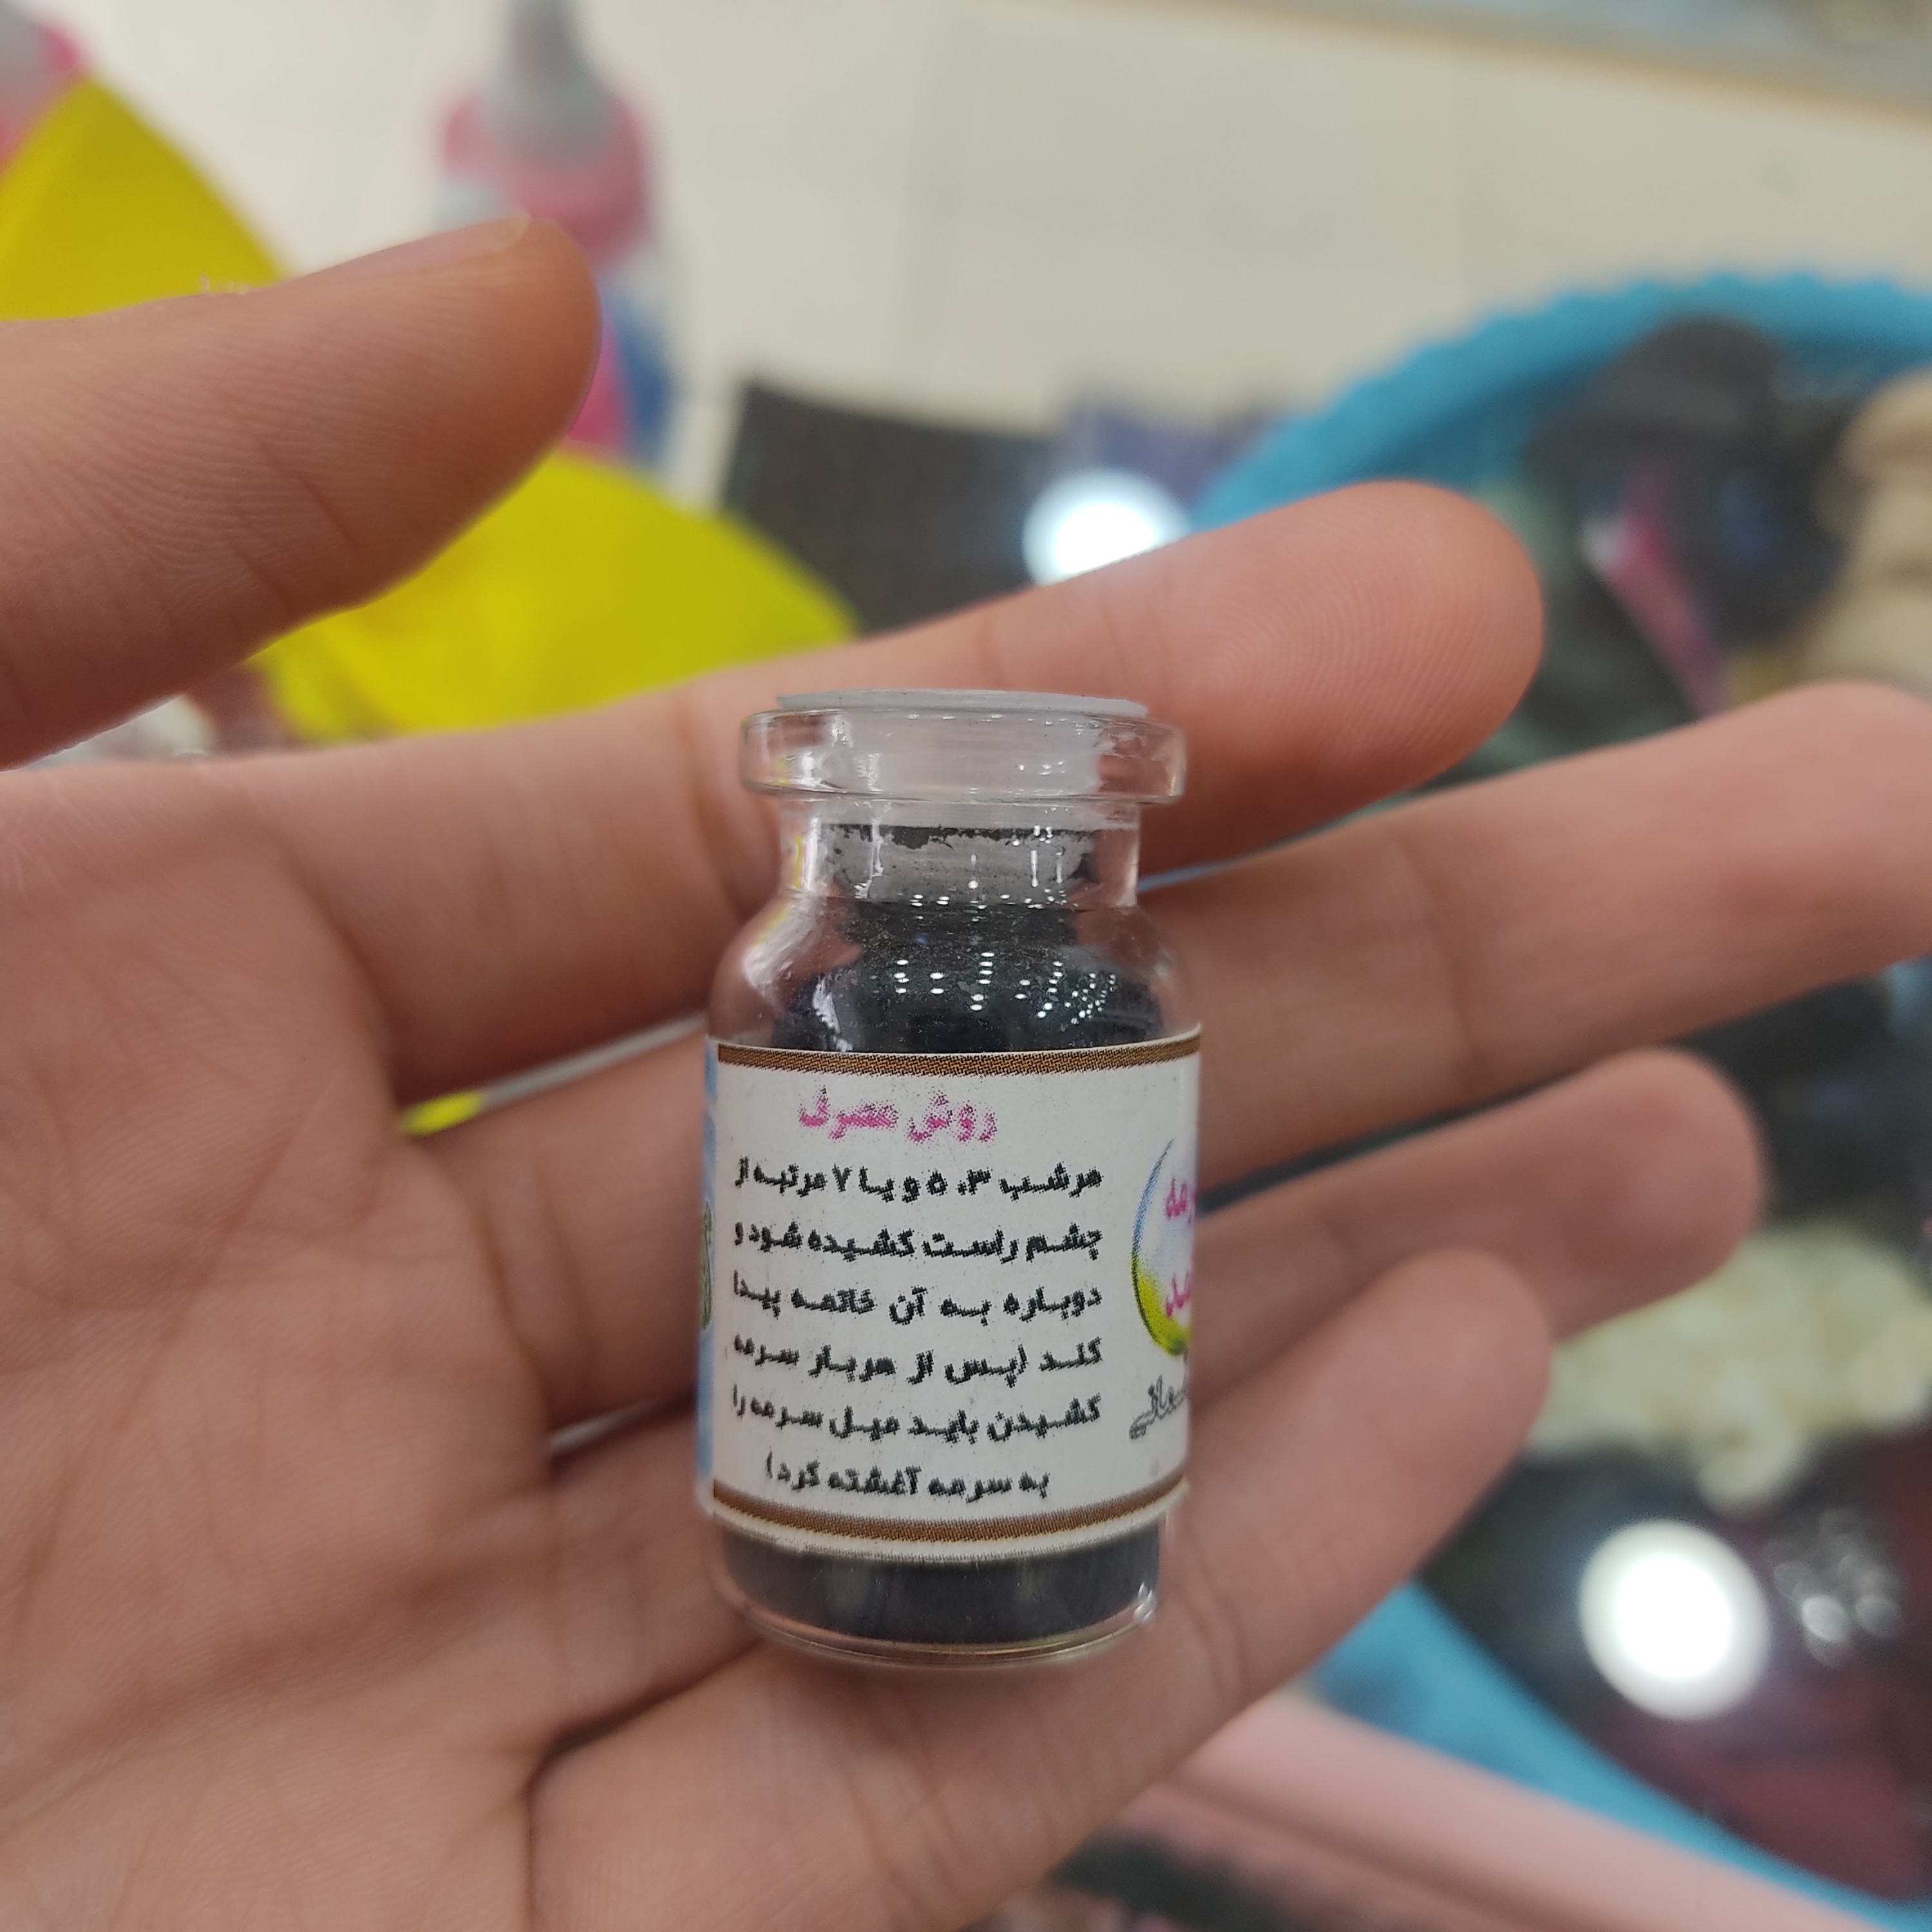 روش مصرف
هرشب ۳، ۵ و یا ۷ مرتبه از
چشم راست کشیده شود و
دوباره به آن خاتمه پیدا
کند (پس از هربار سرمه
کشیدن باید میل سرمه را
به سرمه آغشته کرد)